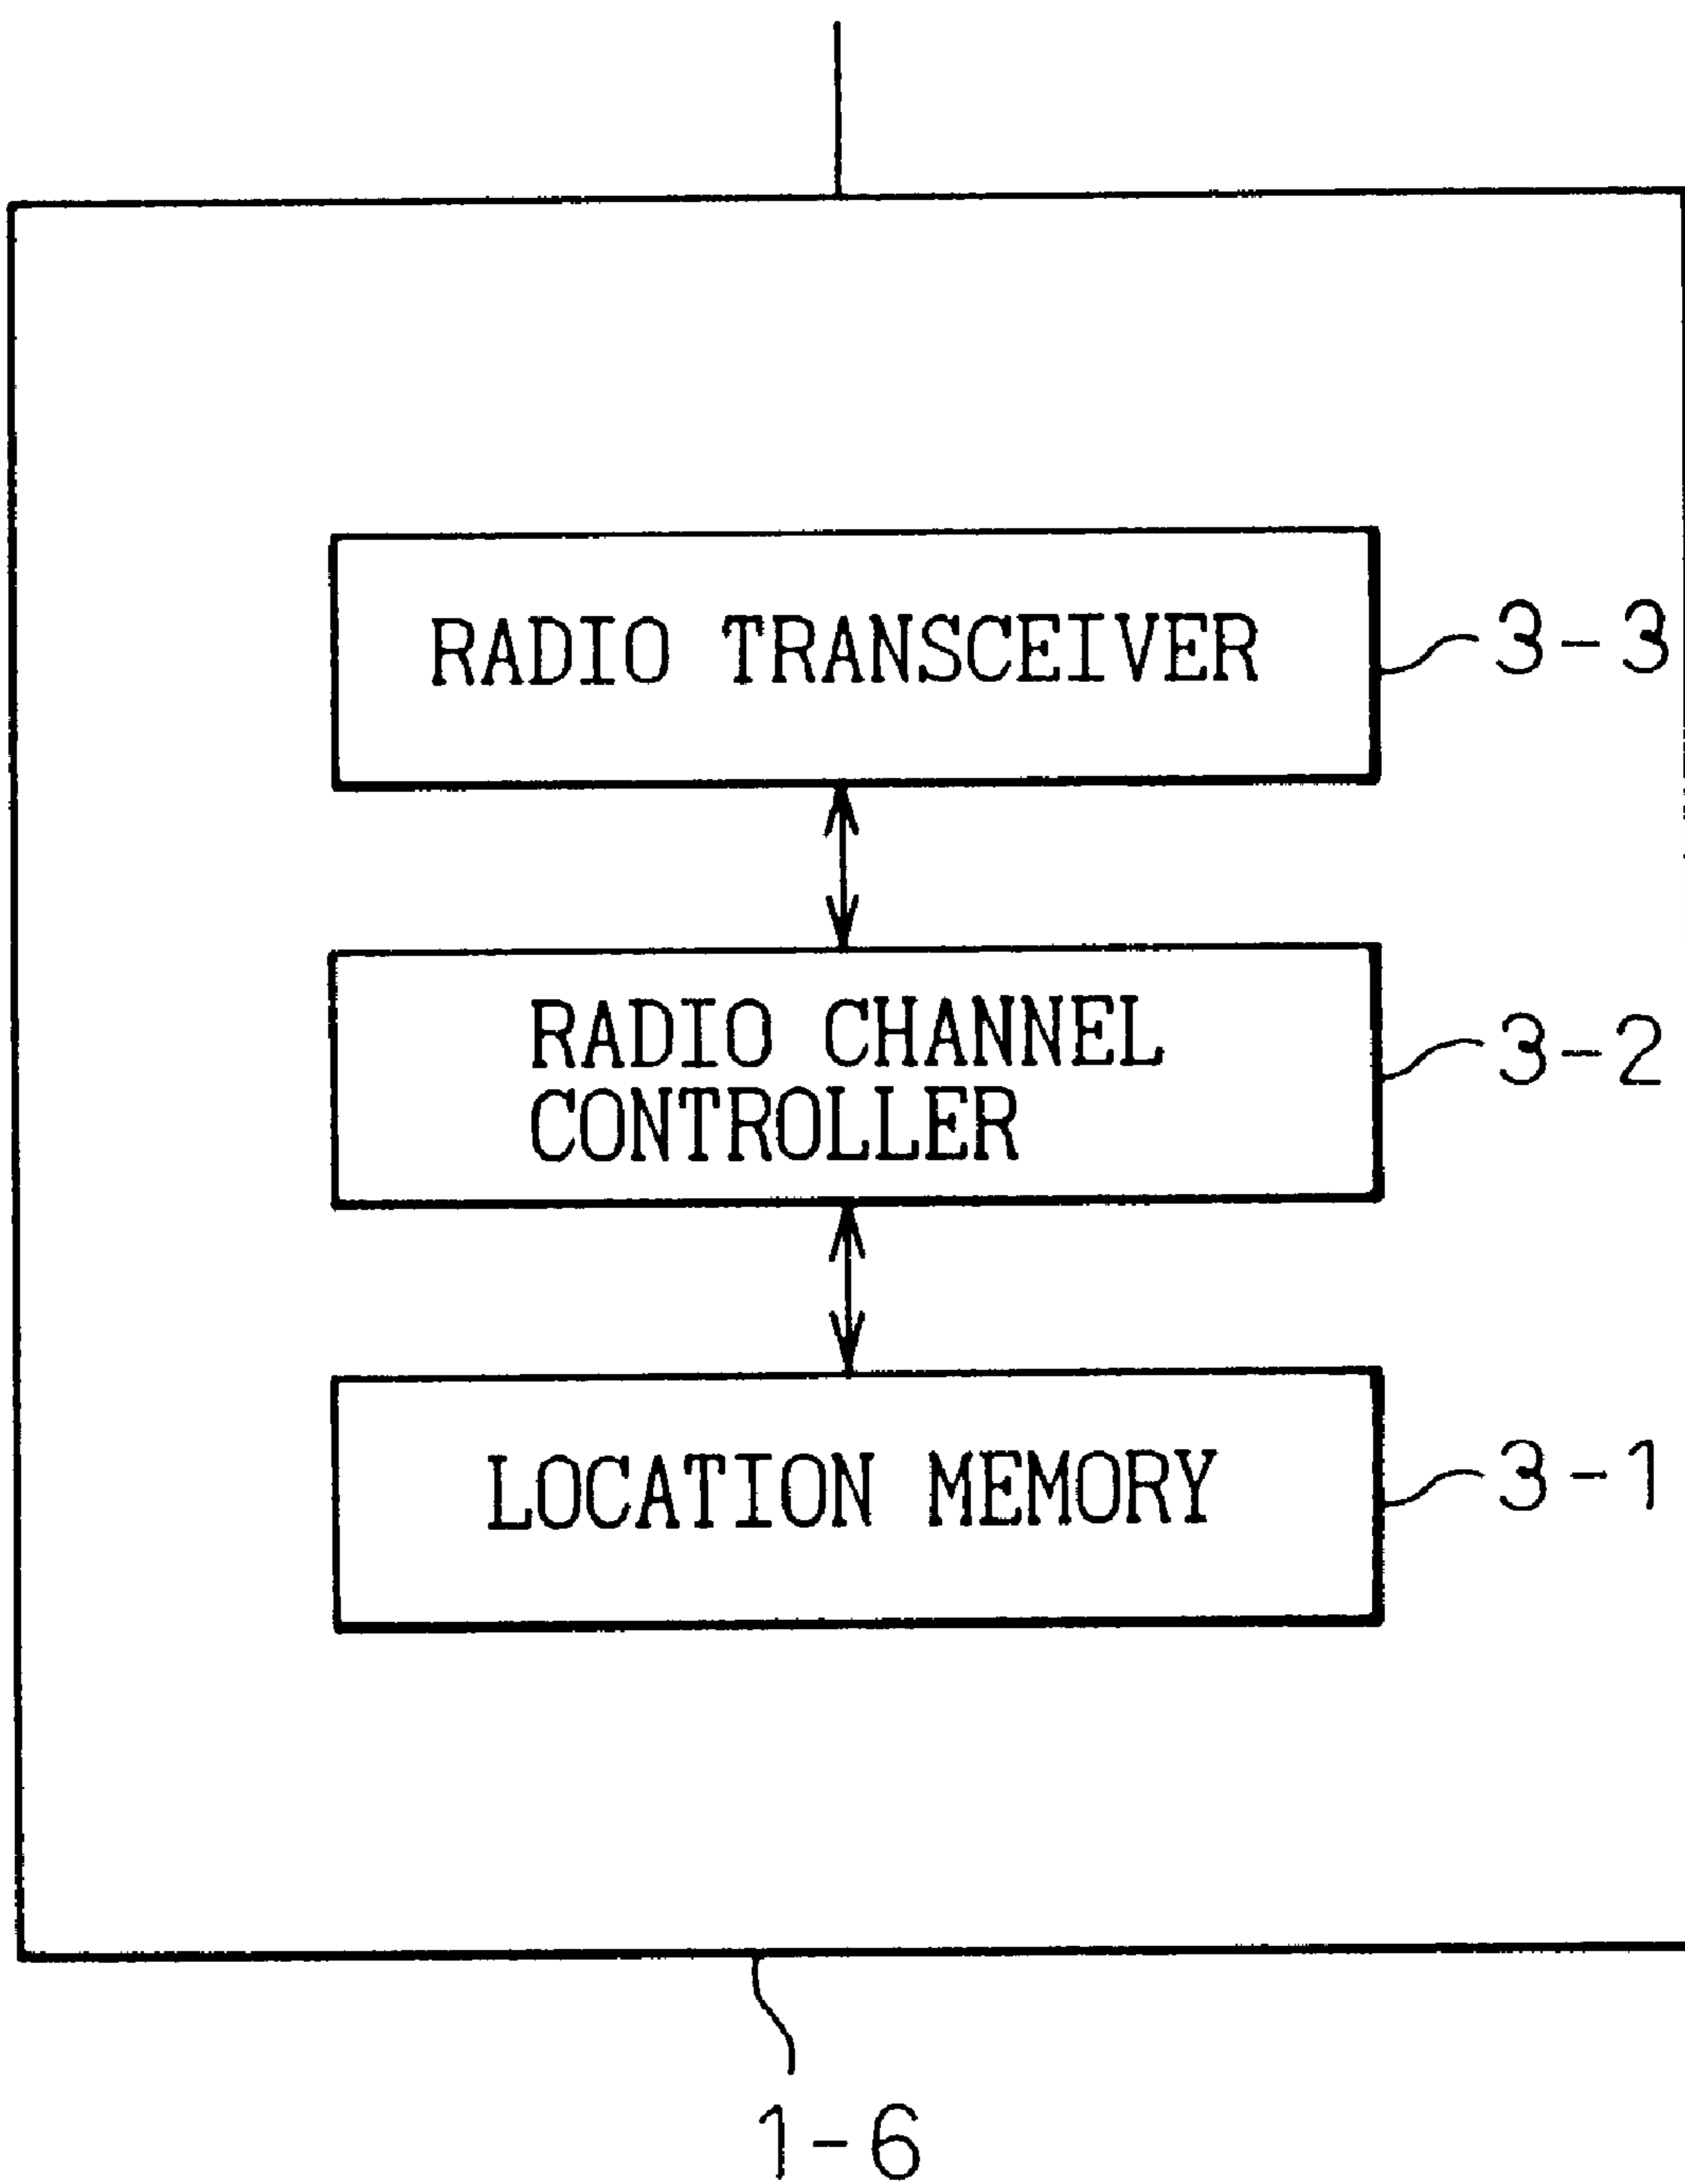 RADIO TRANSCEIVER
3-3
RADIO CHANNEL
CONTROLLER
3-2
LOCATION MEMORY
3-1
1-6